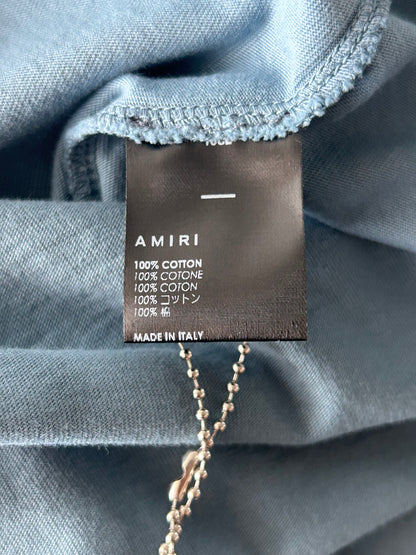 AMIRI
100% COTTON
100% COTONE
100% COTON
100% コットン
100% 棉
MADE IN ITALY